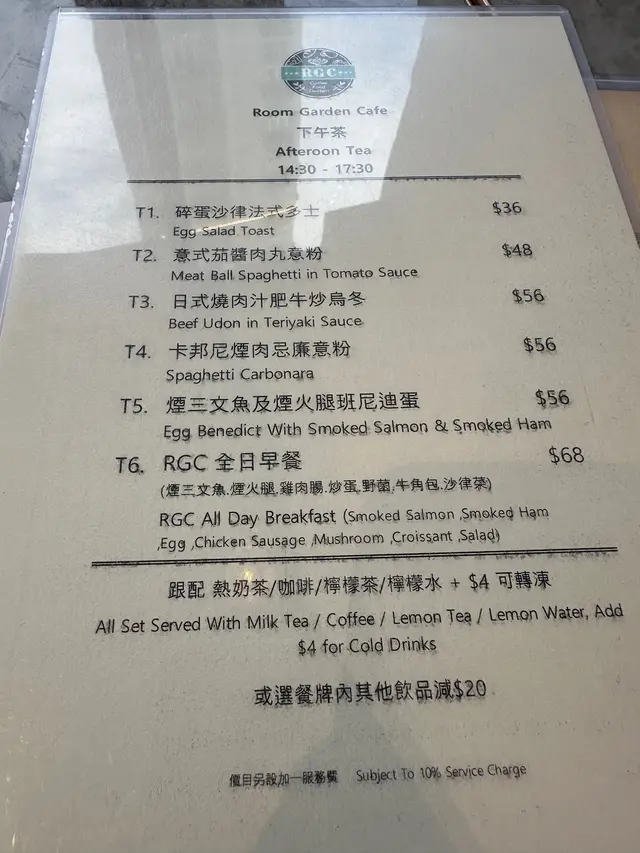 RGC
Room Garden Cafe
下午茶
Afteroon Tea
14:30 - 17:30
T1. 碎蛋沙律法式多士 $36
Egg Salad Toast
T2. 意式茄醬肉丸意粉 $48
Meat Ball Spaghetti in Tomato Sauce
T3. 日式燒肉汁肥牛炒烏冬 $56
Beef Udon in Teriyaki Sauce
T4. 卡邦尼煙肉忌廉意粉 $56
Spaghetti Carbonara
T5. 煙三文魚及煙火腿班尼迪蛋 $56
Egg Benedict With Smoked Salmon & Smoked Ham
T6. RGC 全日早餐 $68
(煙三文魚.煙火腿.雞肉腸.炒蛋.野菌.牛角包.沙律菜)
RGC All Day Breakfast (Smoked Salmon ,Smoked Ham
,Egg ,Chicken Sausage ,Mushroom ,Croissant ,Salad)
跟配 熱奶茶/咖啡/檸檬茶/檸檬水 + $4 可轉凍
All Set Served With Milk Tea / Coffee / Lemon Tea / Lemon Water, Add
$4 for Cold Drinks
或選餐牌內其他飲品減$20
價目另設加一服務費 Subject To 10% Service Charge